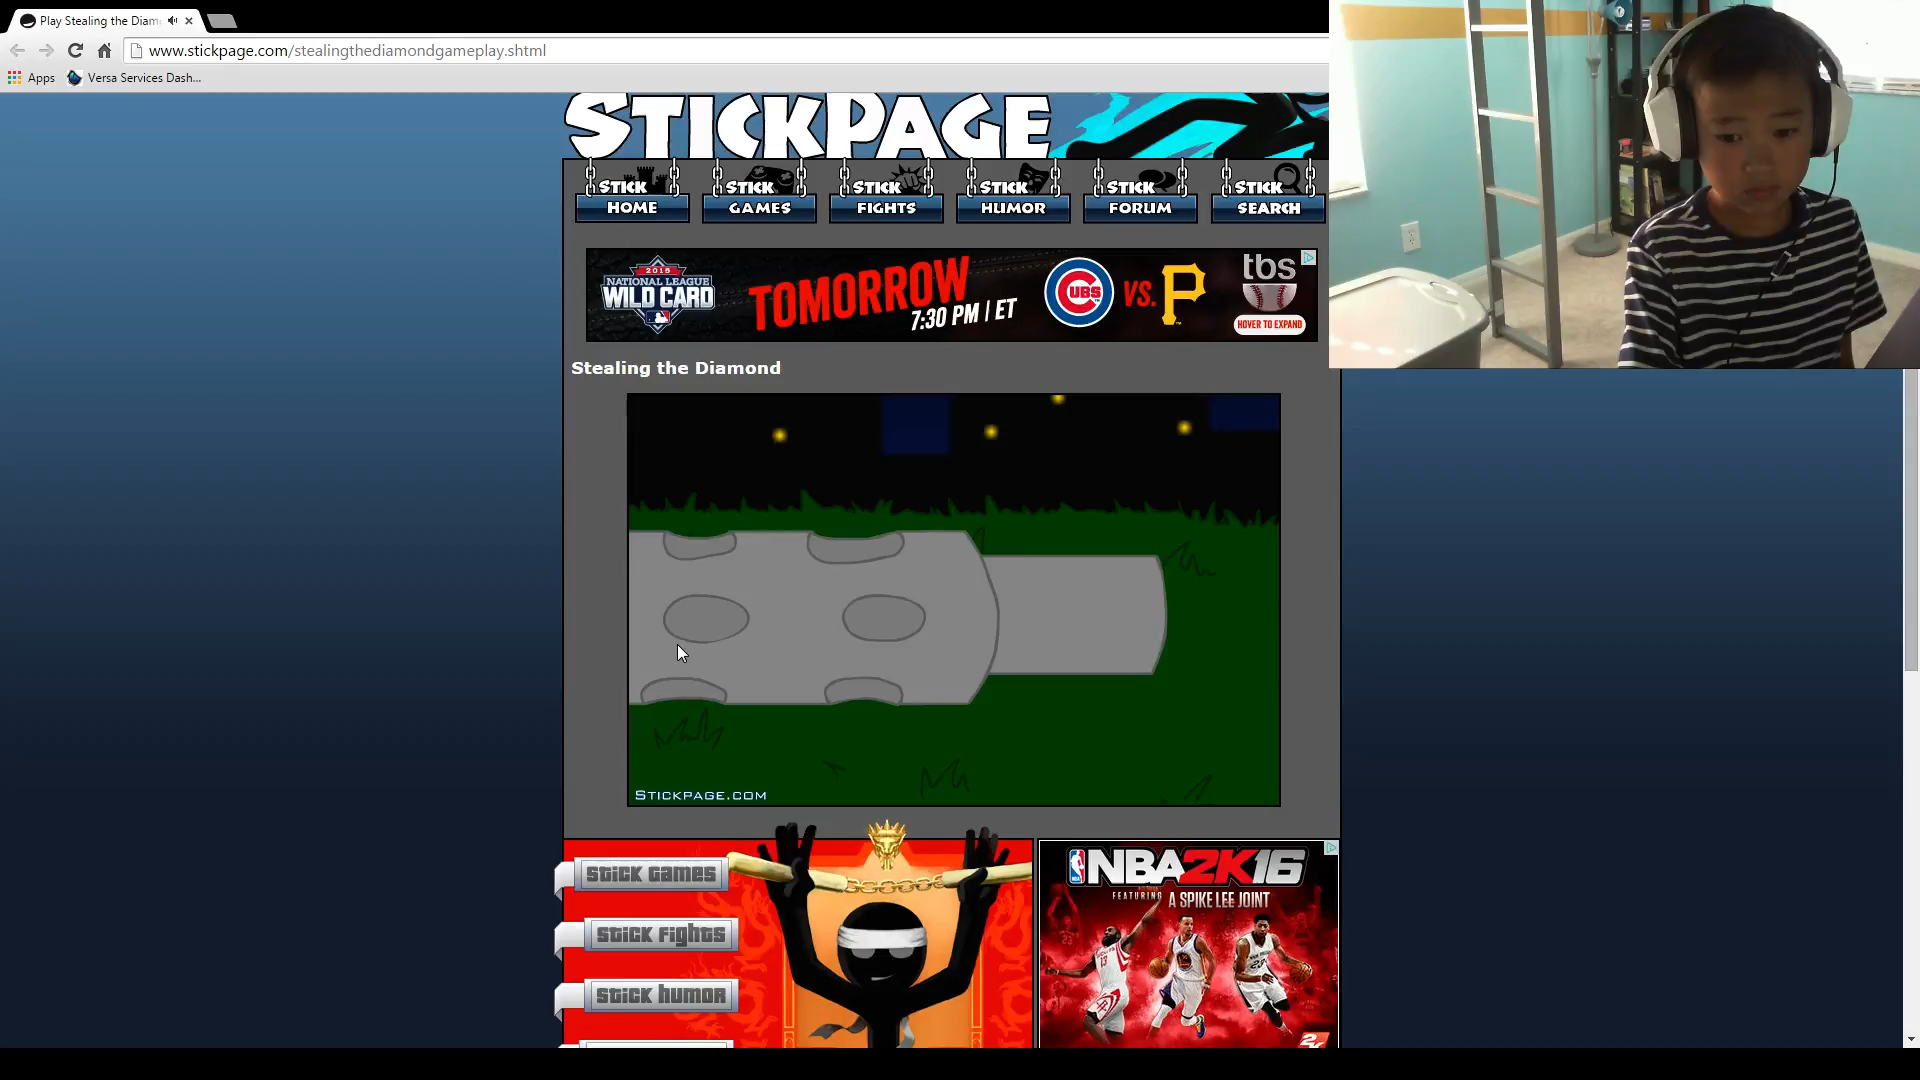 Play Stealing the Diam
www.stickpage.com/stealingthediamondgameplay.shtml
Apps
Versa Services Dash...
STICKPAGE
STICK HOME
STICK GAMES
STICK FIGHTS
STICK HUMOR
STICK FORUM
STICK SEARCH
2015
NATIONAL LEAGUE
WILD CARD
TOMORROW
7:30 PM | ET
CUBS
VS.
P
tbs
HOVER TO EXPAND
Stealing the Diamond
STICKPAGE.COM
STICK GAMES
STICK FIGHTS
STICK HUMOR
NBA 2K16
FEATURING A SPIKE LEE JOINT
2K